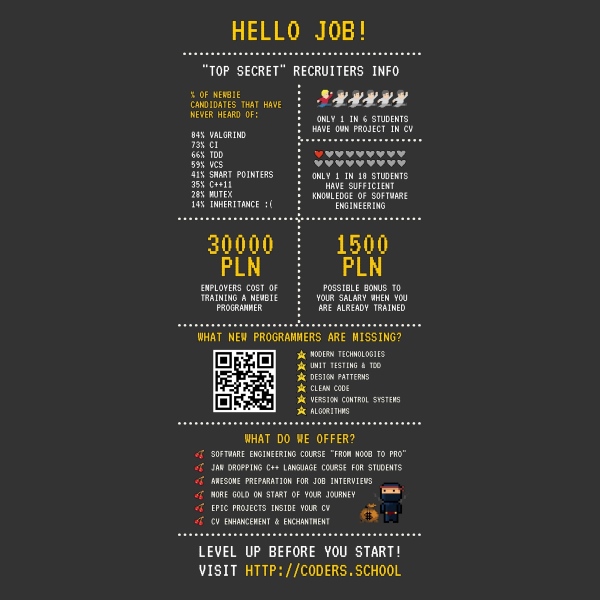 HELLO JOB!
"TOP SECRET" RECRUITERS INFO
% OF NEWBIE
CANDIDATES THAT HAVE
NEVER HEARD OF:
84% VALGRIND
73% CI
66% TDD
59% VCS
41% SMART POINTERS
35% C++11
28% MUTEX
14% INHERITANCE :(
ONLY 1 IN 6 STUDENTS
HAVE OWN PROJECT IN CV
ONLY 1 IN 18 STUDENTS
HAVE SUFFICIENT
KNOWLEDGE OF SOFTWARE
ENGINEERING
30000
PLN
EMPLOYERS COST OF
TRAINING A NEWBIE
PROGRAMMER
1500
PLN
POSSIBLE BONUS TO
YOUR SALARY WHEN YOU
ARE ALREADY TRAINED
WHAT NEW PROGRAMMERS ARE MISSING?
MODERN TECHNOLOGIES
UNIT TESTING & TDD
DESIGN PATTERNS
CLEAN CODE
VERSION CONTROL SYSTEMS
ALGORITHMS
WHAT DO WE OFFER?
SOFTWARE ENGINEERING COURSE "FROM NOOB TO PRO"
JAW DROPPING C++ LANGUAGE COURSE FOR STUDENTS
AWESOME PREPARATION FOR JOB INTERVIEWS
MORE GOLD ON START OF YOUR JOURNEY
EPIC PROJECTS INSIDE YOUR CV
CV ENHANCEMENT & ENCHANTMENT
LEVEL UP BEFORE YOU START!
VISIT HTTP://CODERS.SCHOOL